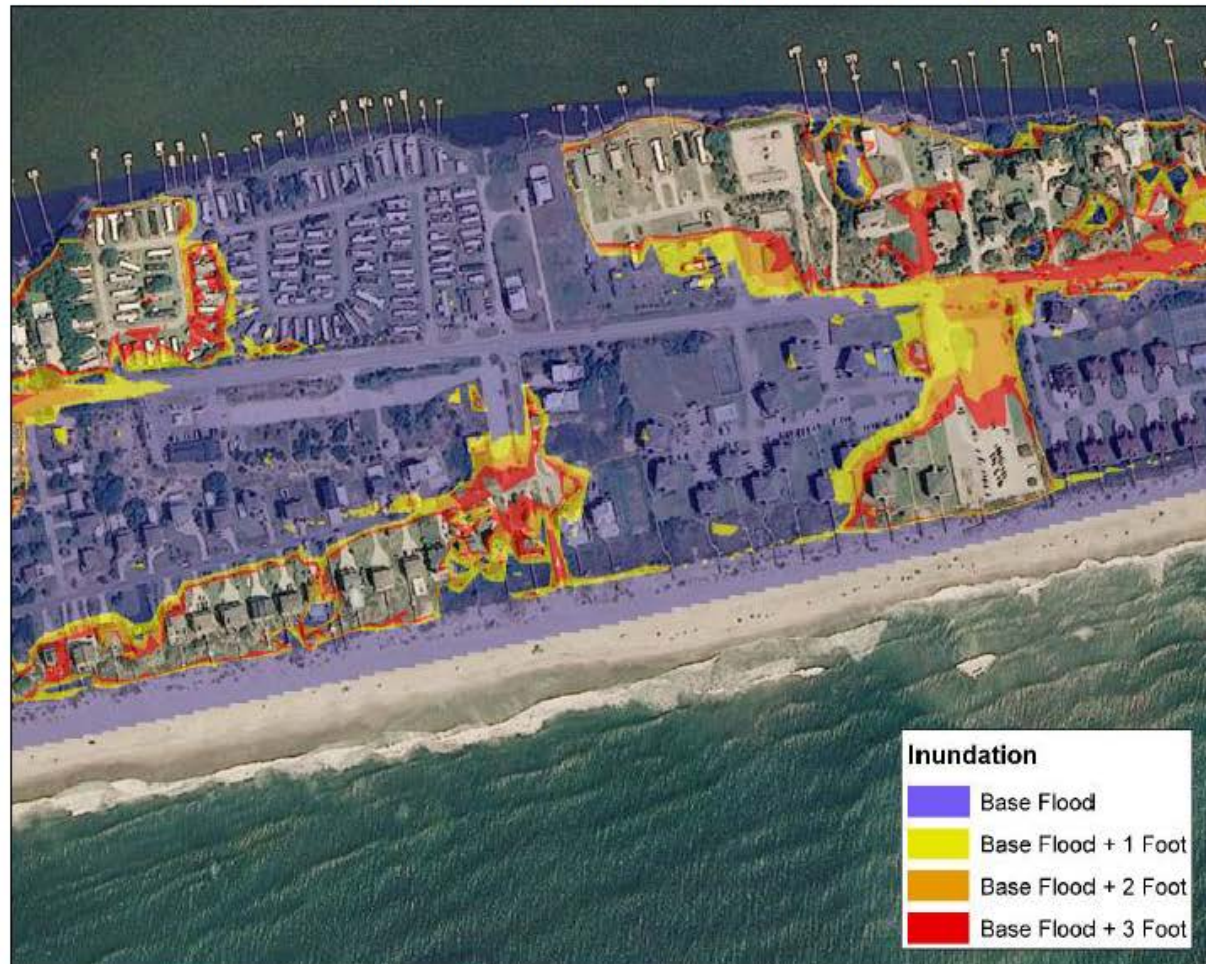 Inundation
Base Flood
Base Flood + 1 Foot
Base Flood + 2 Foot
Base Flood + 3 Foot